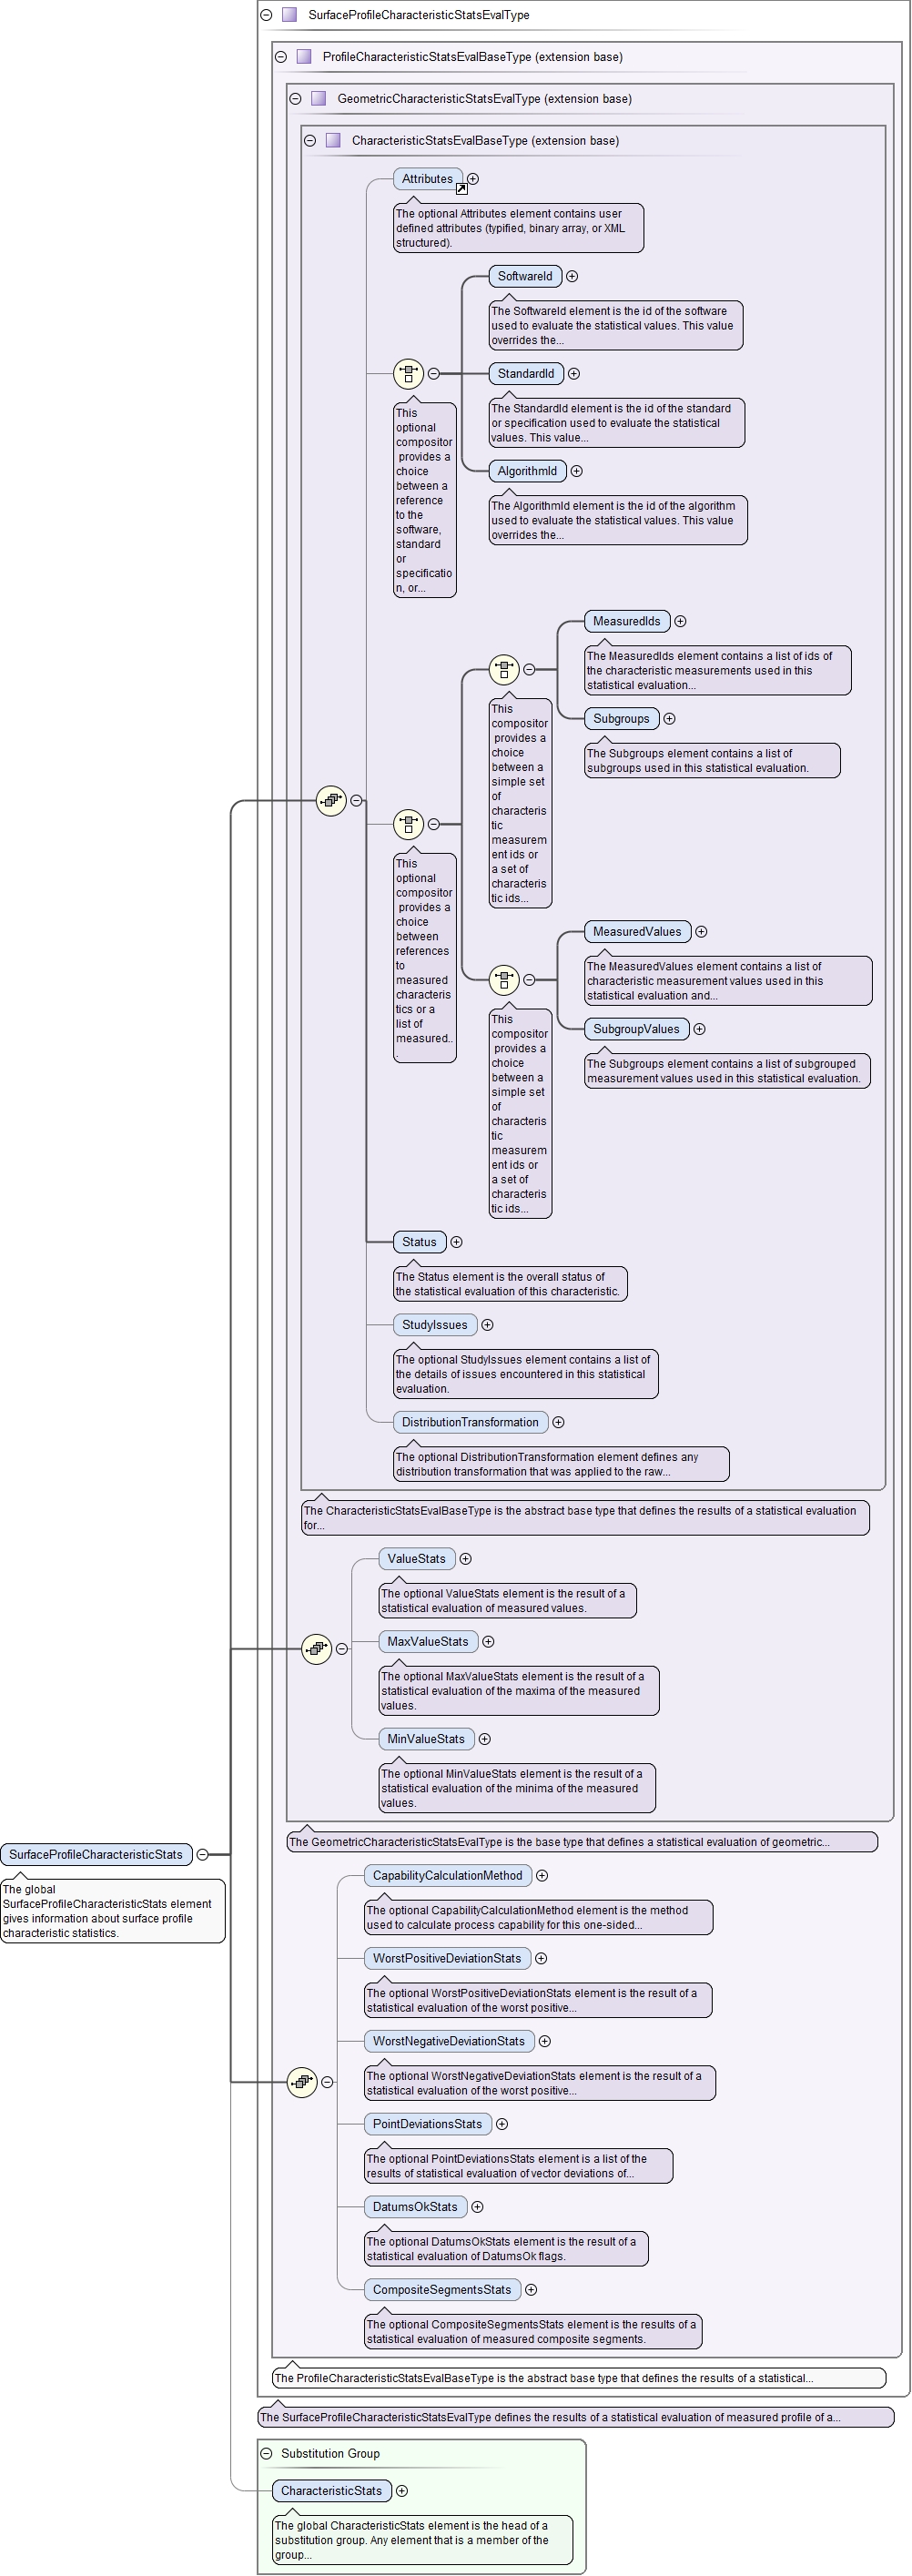 SurfaceProfileCharacteristicStatsEvalType
ProfileCharacteristicStatsEvalBaseType (extension base)
GeometricCharacteristicStatsEvalType (extension base)
CharacteristicStatsEvalBaseType (extension base)
Attributes
The optional Attributes element contains user
defined attributes (typified, binary array, or XML
structured).
SoftwareId
The SoftwareId element is the id of the software
used to evaluate the statistical values. This value
overrides the...
StandardId
The StandardId element is the id of the standard
or specification used to evaluate the statistical
values. This value...
AlgorithmId
The AlgorithmId element is the id of the algorithm
used to evaluate the statistical values. This value
overrides the...
This
optional
compositor
provides a
choice
between a
reference
to the
software,
standard
or
specificatio
n, or...
MeasuredIds
The MeasuredIds element contains a list of ids of
the characteristic measurements used in this
statistical evaluation...
Subgroups
The Subgroups element contains a list of
subgroups used in this statistical evaluation.
This
compositor
provides a
choice
between a
simple set
of
characteris
tic
measurem
ent ids or
a set of
characteris
tic ids...
This
optional
compositor
provides a
choice
between
references
to
measured
characteris
tics or a
list of
measured..
.
MeasuredValues
The MeasuredValues element contains a list of
characteristic measurement values used in this
statistical evaluation and...
SubgroupValues
The Subgroups element contains a list of subgrouped
measurement values used in this statistical evaluation.
This
compositor
provides a
choice
between a
simple set
of
characteris
tic
measurem
ent ids or
a set of
characteris
tic ids...
Status
The Status element is the overall status of
the statistical evaluation of this characteristic.
StudyIssues
The optional StudyIssues element contains a list of
the details of issues encountered in this statistical
evaluation.
DistributionTransformation
The optional DistributionTransformation element defines any
distribution transformation that was applied to the raw...
The CharacteristicStatsEvalBaseType is the abstract base type that defines the results of a statistical evaluation
for...
ValueStats
The optional ValueStats element is the result of a
statistical evaluation of measured values.
MaxValueStats
The optional MaxValueStats element is the result of a
statistical evaluation of the maxima of the measured
values.
MinValueStats
The optional MinValueStats element is the result of a
statistical evaluation of the minima of the measured
values.
The GeometricCharacteristicStatsEvalType is the base type that defines a statistical evaluation of geometric...
SurfaceProfileCharacteristicStats
The global
SurfaceProfileCharacteristicStats element
gives information about surface profile
characteristic statistics.
CapabilityCalculationMethod
The optional CapabilityCalculationMethod element is the method
used to calculate process capability for this one-sided...
WorstPositiveDeviationStats
The optional WorstPositiveDeviationStats element is the result of a
statistical evaluation of the worst positive...
WorstNegativeDeviationStats
The optional WorstNegativeDeviationStats element is the result of a
statistical evaluation of the worst positive...
PointDeviationsStats
The optional PointDeviationsStats element is a list of the
results of statistical evaluation of vector deviations of...
DatumsOkStats
The optional DatumsOkStats element is the result of a
statistical evaluation of DatumsOk flags.
CompositeSegmentsStats
The optional CompositeSegmentsStats element is the results of a
statistical evaluation of measured composite segments.
The ProfileCharacteristicStatsEvalBaseType is the abstract base type that defines the results of a statistical...
The SurfaceProfileCharacteristicStatsEvalType defines the results of a statistical evaluation of measured profile of a...
Substitution Group
CharacteristicStats
The global CharacteristicStats element is the head of a
substitution group. Any element that is a member of the
group...